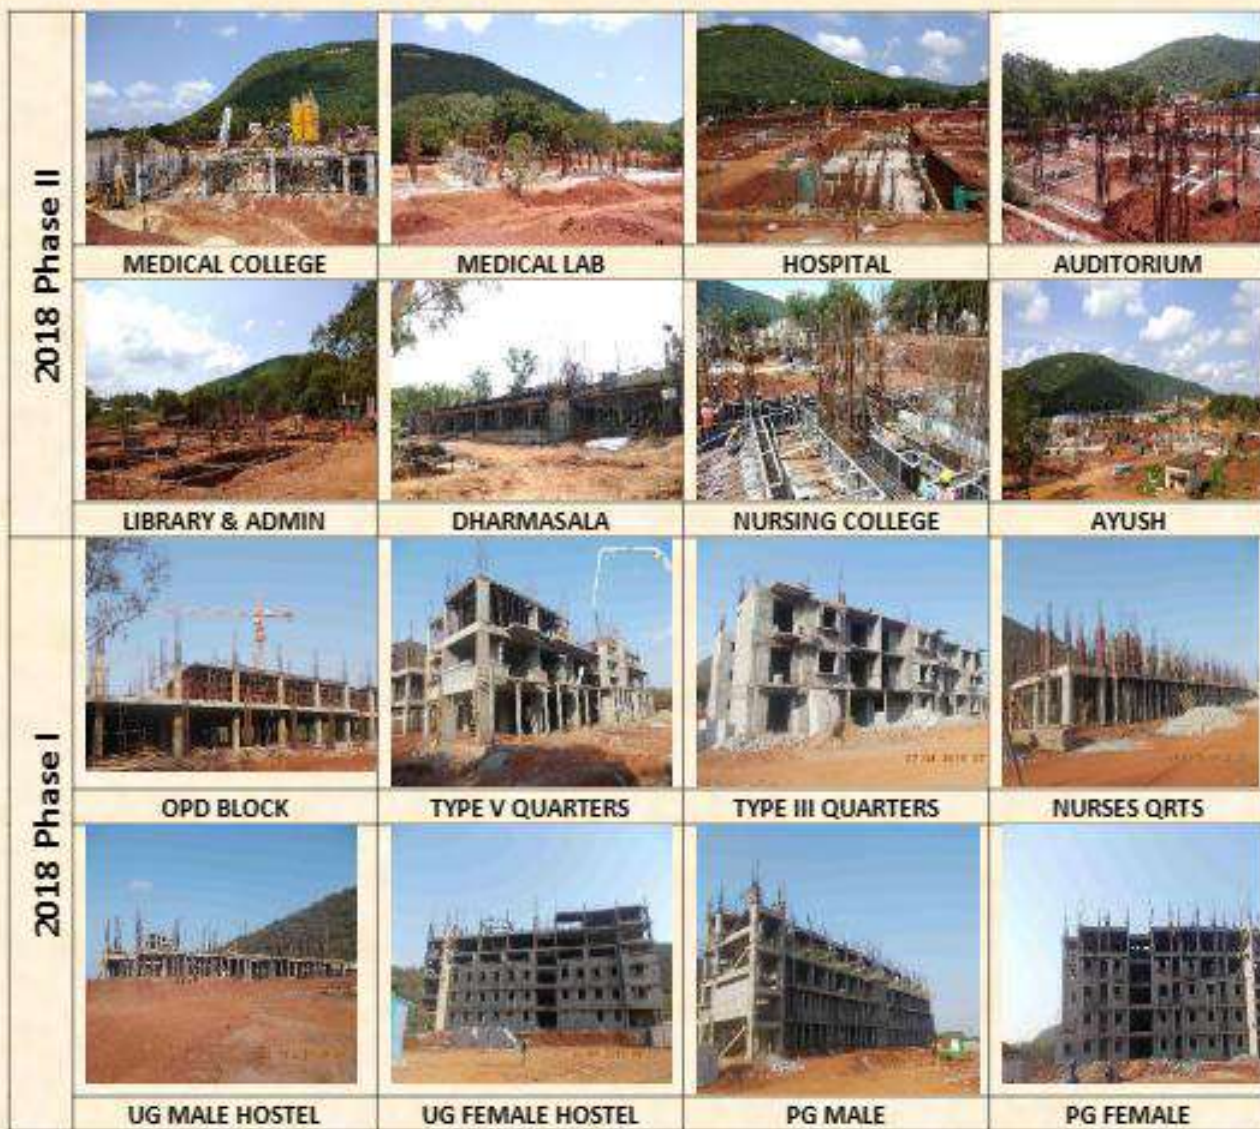 2018 Phase II
MEDICAL COLLEGE
MEDICAL LAB
HOSPITAL
AUDITORIUM
LIBRARY & ADMIN
DHARMASALA
NURSING COLLEGE
AYUSH
2018 Phase I
OPD BLOCK
TYPE V QUARTERS
TYPE III QUARTERS
NURSES QRTS
UG MALE HOSTEL
UG FEMALE HOSTEL
PG MALE
PG FEMALE